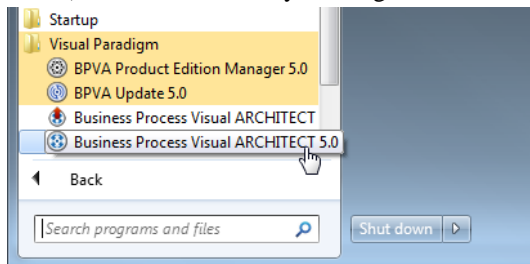 Startup
Visual Paradigm
BPVA Product Edition Manager 5.0
BPVA Update 5.0
Business Process Visual ARCHITECT
Business Process Visual ARCHITECT 5.0
Back
Search programs and files
Shut down